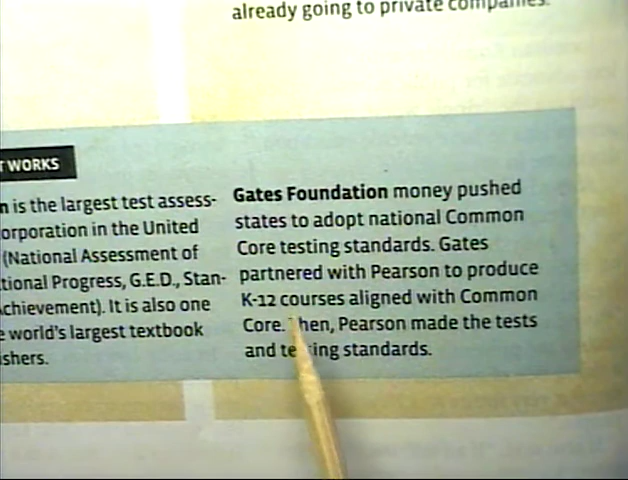 already going to private companies.
T WORKS
n is the largest test assess-
orporation in the United
(National Assessment of
tional Progress, G.E.D., Stan-
chievement). It is also one
e world's largest textbook
ishers.
Gates Foundation money pushed
states to adopt national Common
Core testing standards. Gates
partnered with Pearson to produce
K-12 courses aligned with Common
Core. Then, Pearson made the tests
and testing standards.